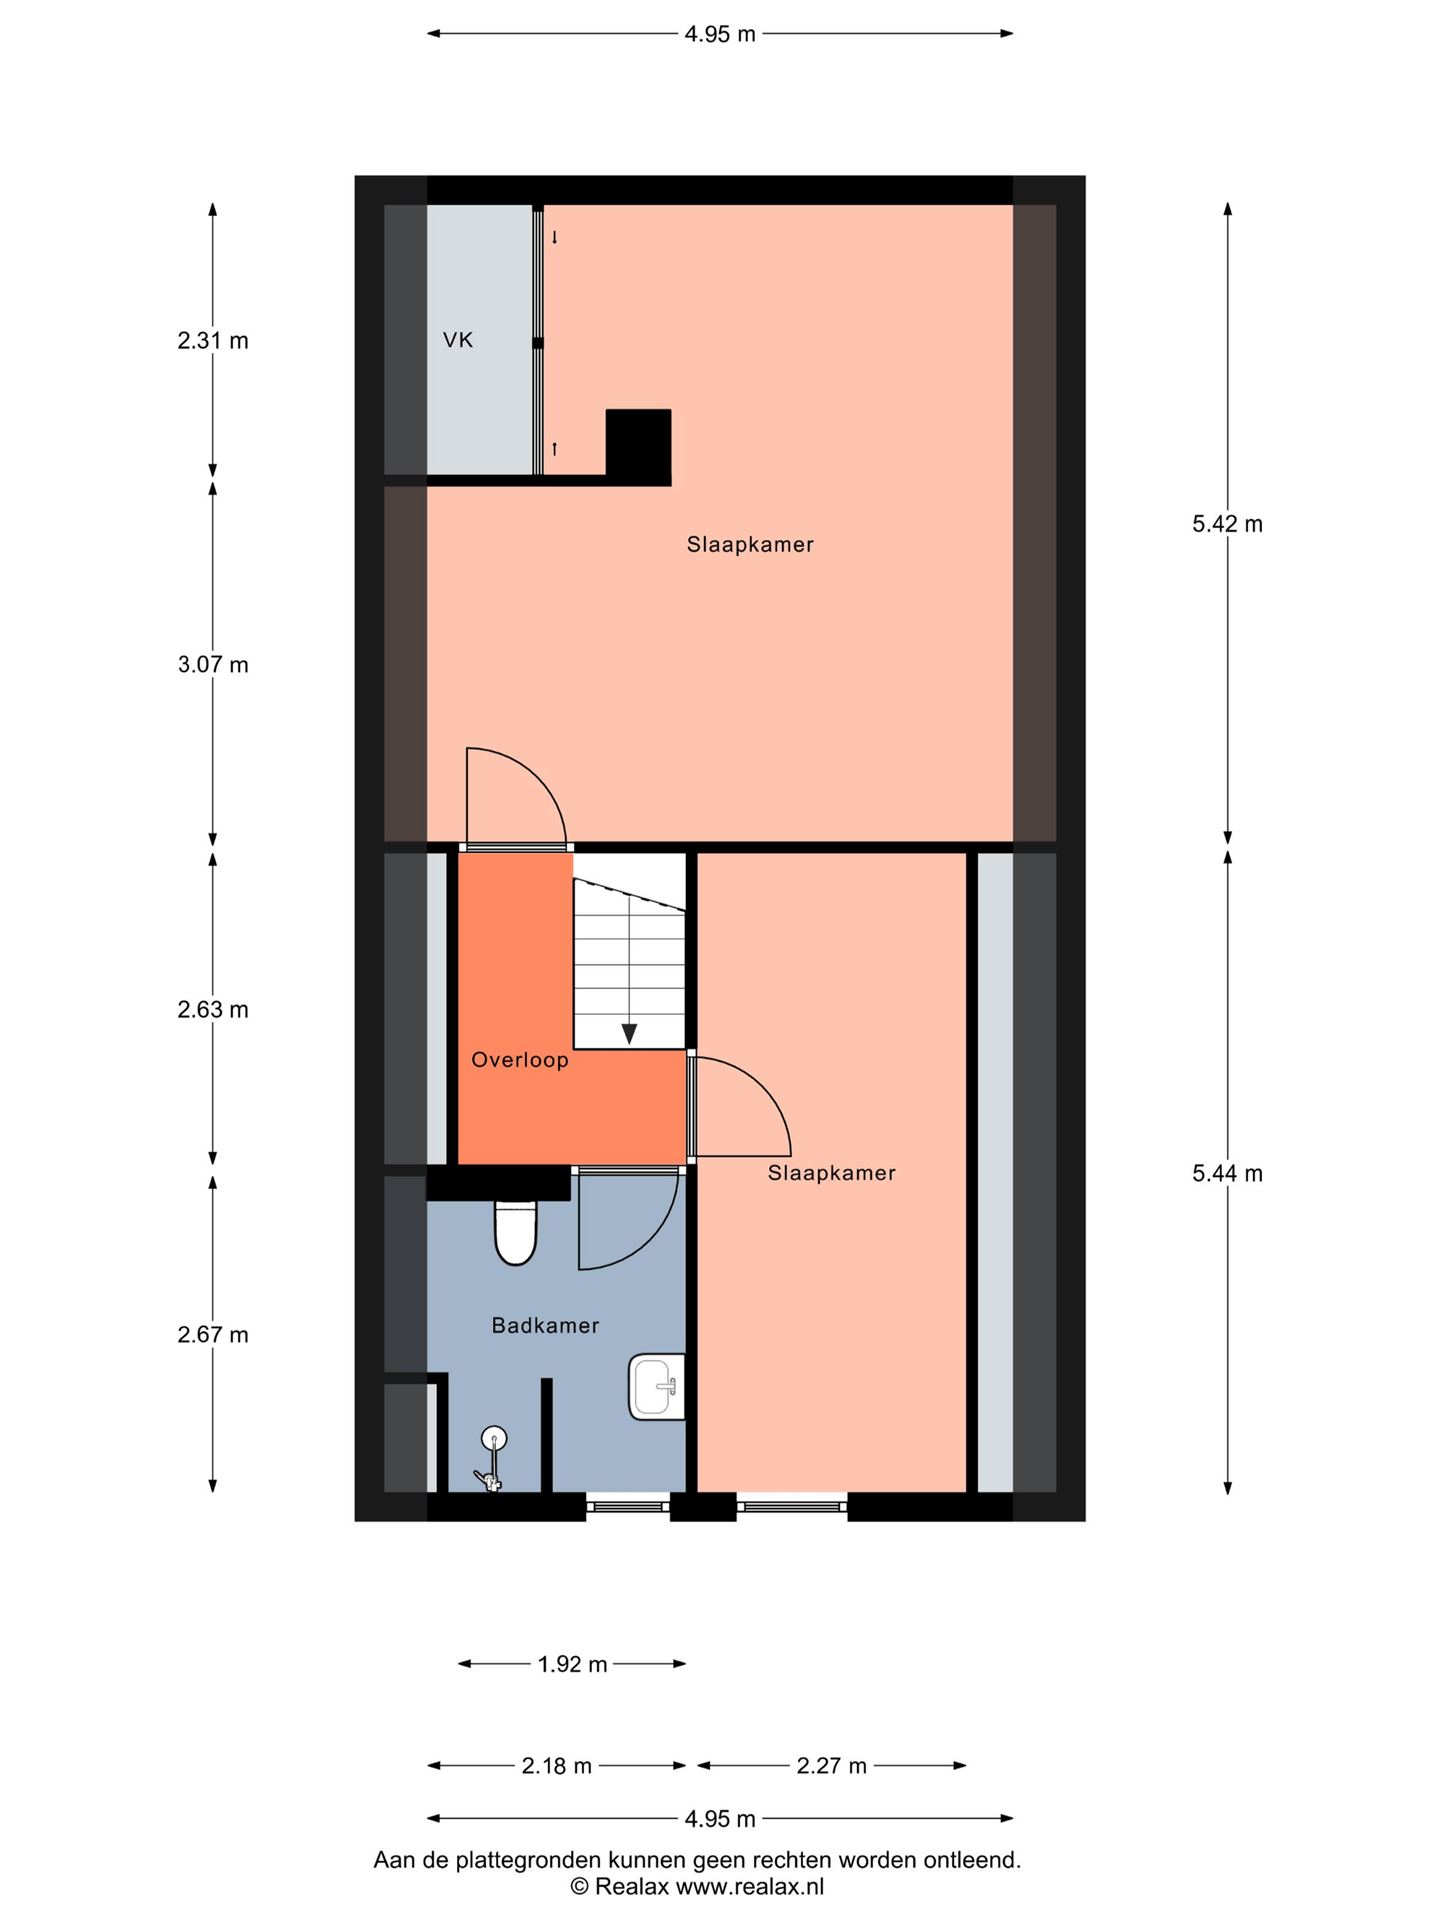 4.95 m
2.31 m
VK
5.42 m
Slaapkamer
3.07 m
2.63 m
Overloop
Slaapkamer
5.44 m
Badkamer
2.67 m
1.92 m
2.18 m
2.27 m
4.95 m
Aan de plattegronden kunnen geen rechten worden ontleend.
© Realax www.realax.nl